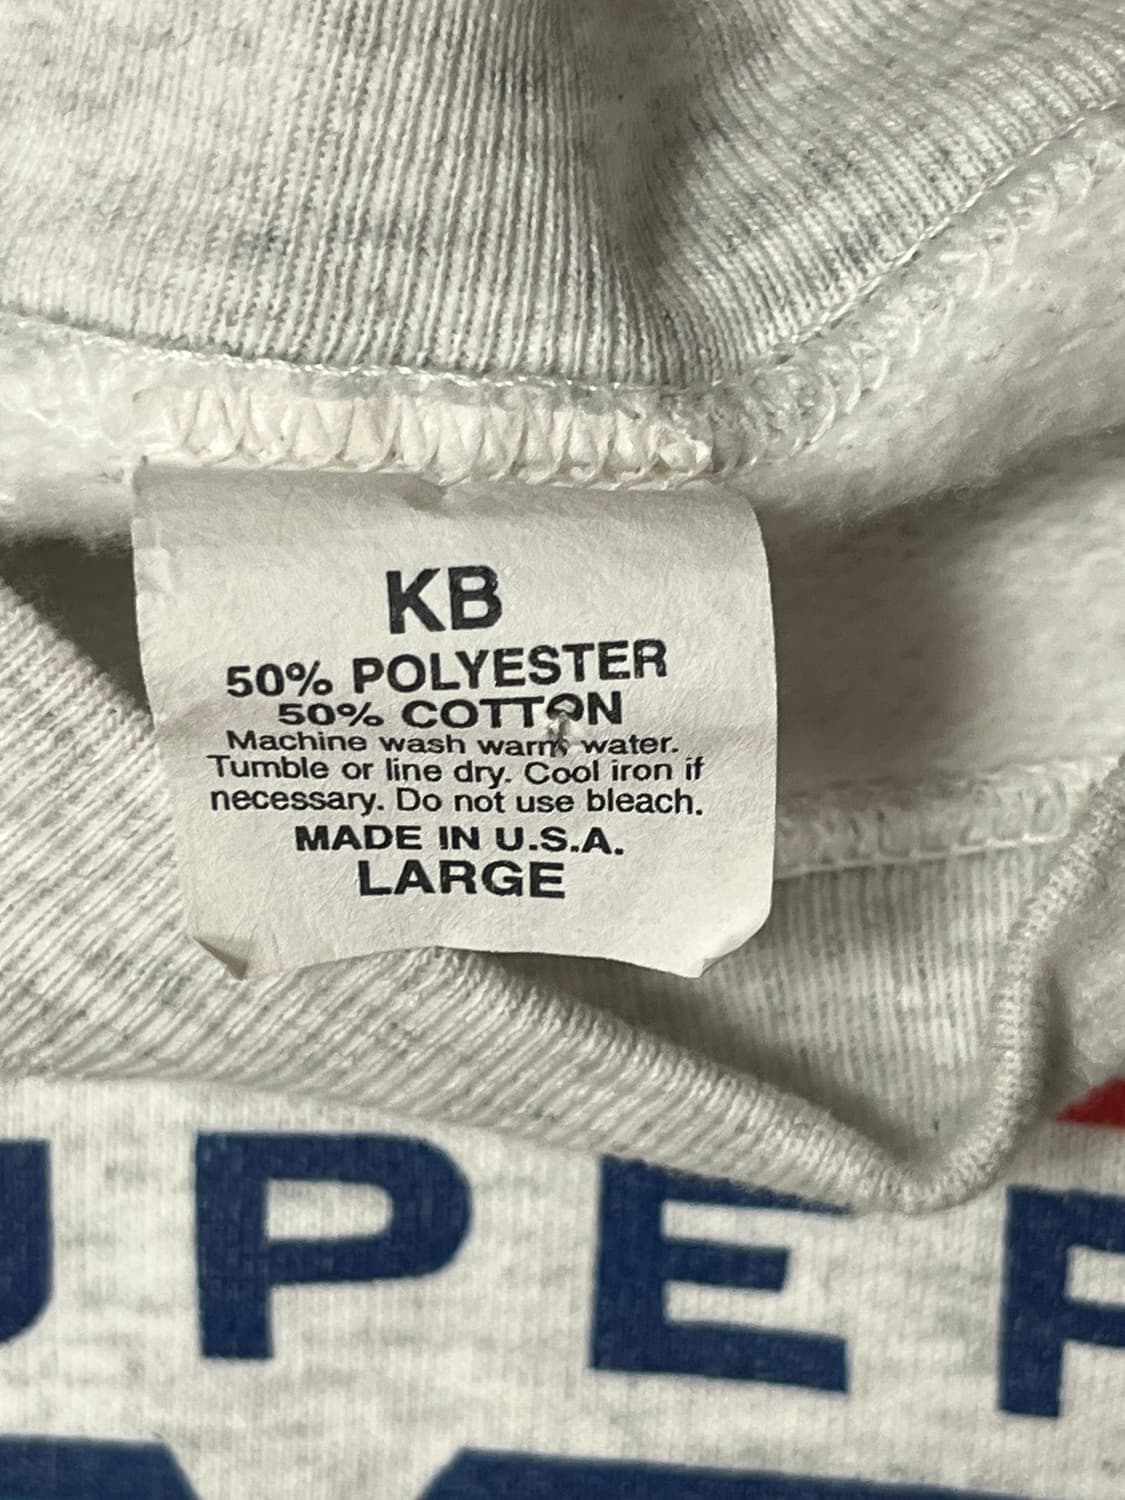 KB
50% POLYESTER
50% COTTON
Machine wash warm water.
Tumble or line dry. Cool iron if
necessary. Do not use bleach.
MADE IN U.S.A.
LARGE
UPER